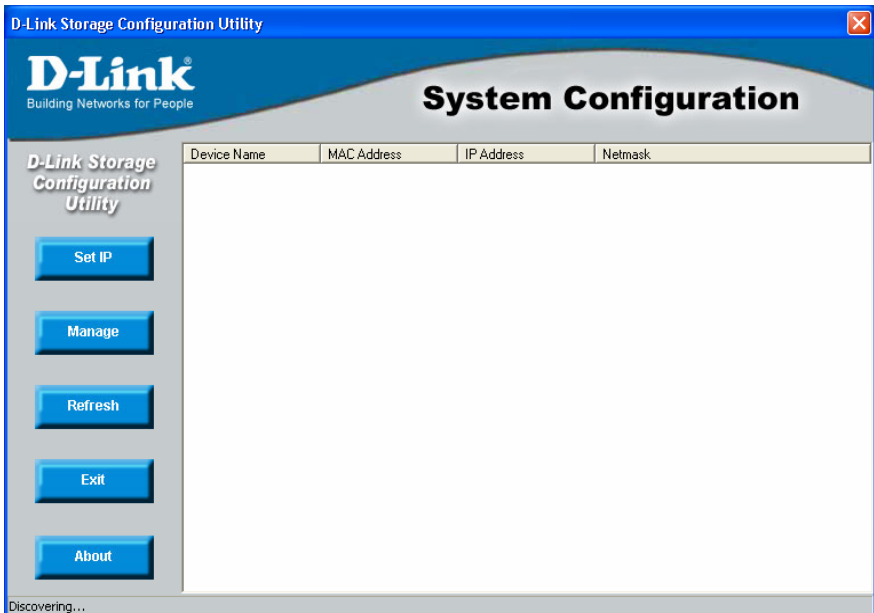 D-Link Storage Configuration Utility
D-Link®
Building Networks for People
System Configuration
D-Link Storage
Configuration
Utility
Device Name MAC Address IP Address Netmask
Set IP
Manage
Refresh
Exit
About
Discovering...